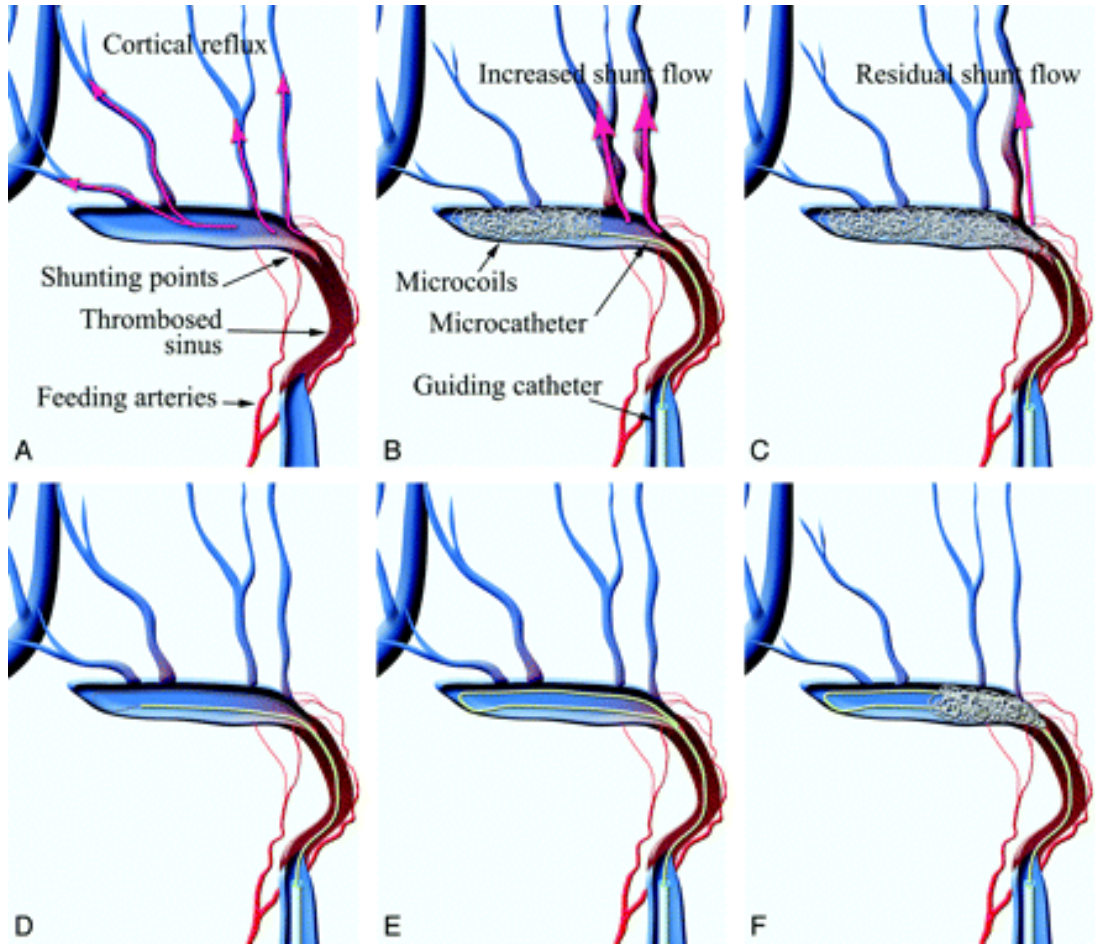 Cortical reflux
Shunting points
Thrombosed
sinus
Feeding arteries
A
Increased shunt flow
Microcoils
Microcatheter
Guiding catheter
B
Residual shunt flow
C
D
E
F